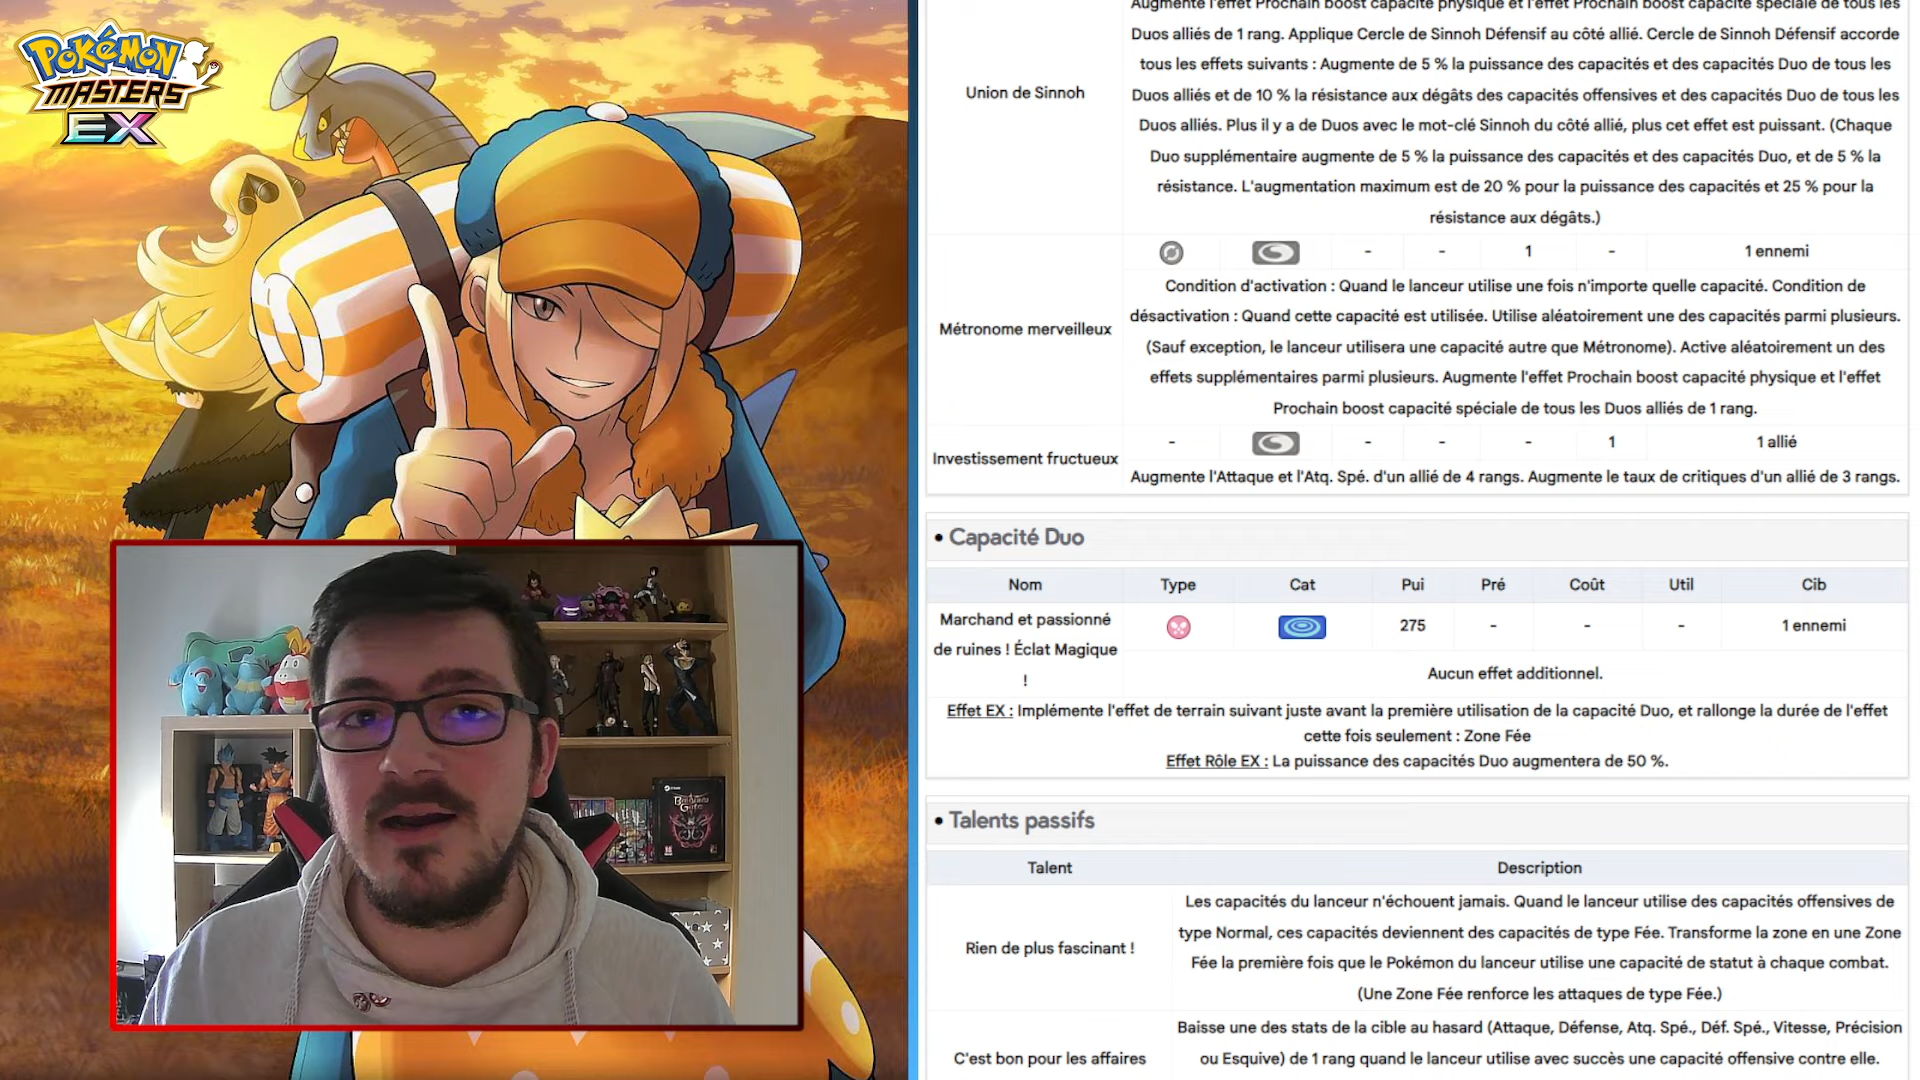 POKÉMON
MASTERS
EX
Augmente l'effet Prochain boost capacité physique et l'effet Prochain boost capacité spéciale de tous les
Duos alliés de 1 rang. Applique Cercle de Sinnoh Défensif au côté allié. Cercle de Sinnoh Défensif accorde
tous les effets suivants : Augmente de 5 % la puissance des capacités et des capacités Duo de tous les
Union de Sinnoh
Duos alliés et de 10 % la résistance aux dégâts des capacités offensives et des capacités Duo de tous les
Duos alliés. Plus il y a de Duos avec le mot-clé Sinnoh du côté allié, plus cet effet est puissant. (Chaque
Duo supplémentaire augmente de 5 % la puissance des capacités et des capacités Duo, et de 5 % la
résistance. L'augmentation maximum est de 20 % pour la puissance des capacités et 25 % pour la
résistance aux dégâts.)
- - 1 - 1 ennemi
Condition d'activation : Quand le lanceur utilise une fois n'importe quelle capacité. Condition de
désactivation : Quand cette capacité est utilisée. Utilise aléatoirement une des capacités parmi plusieurs.
Métronome merveilleux
(Sauf exception, le lanceur utilisera une capacité autre que Métronome). Active aléatoirement un des
effets supplémentaires parmi plusieurs. Augmente l'effet Prochain boost capacité physique et l'effet
Prochain boost capacité spéciale de tous les Duos alliés de 1 rang.
- - - - 1 1 allié
Investissement fructueux
Augmente l'Attaque et l'Atq. Spé. d'un allié de 4 rangs. Augmente le taux de critiques d'un allié de 3 rangs.
• Capacité Duo
Nom Type Cat Pui Pré Coût Util Cib
Marchand et passionné
de ruines ! Éclat Magique
!
275 - - - 1 ennemi
Aucun effet additionnel.
Effet EX : Implémente l'effet de terrain suivant juste avant la première utilisation de la capacité Duo, et rallonge la durée de l'effet
cette fois seulement : Zone Fée
Effet Rôle EX : La puissance des capacités Duo augmentera de 50 %.
• Talents passifs
Talent Description
Les capacités du lanceur n'échouent jamais. Quand le lanceur utilise des capacités offensives de
type Normal, ces capacités deviennent des capacités de type Fée. Transforme la zone en une Zone
Rien de plus fascinant !
Fée la première fois que le Pokémon du lanceur utilise une capacité de statut à chaque combat.
(Une Zone Fée renforce les attaques de type Fée.)
Baisse une des stats de la cible au hasard (Attaque, Défense, Atq. Spé., Déf. Spé., Vitesse, Précision
C'est bon pour les affaires
ou Esquive) de 1 rang quand le lanceur utilise avec succès une capacité offensive contre elle.